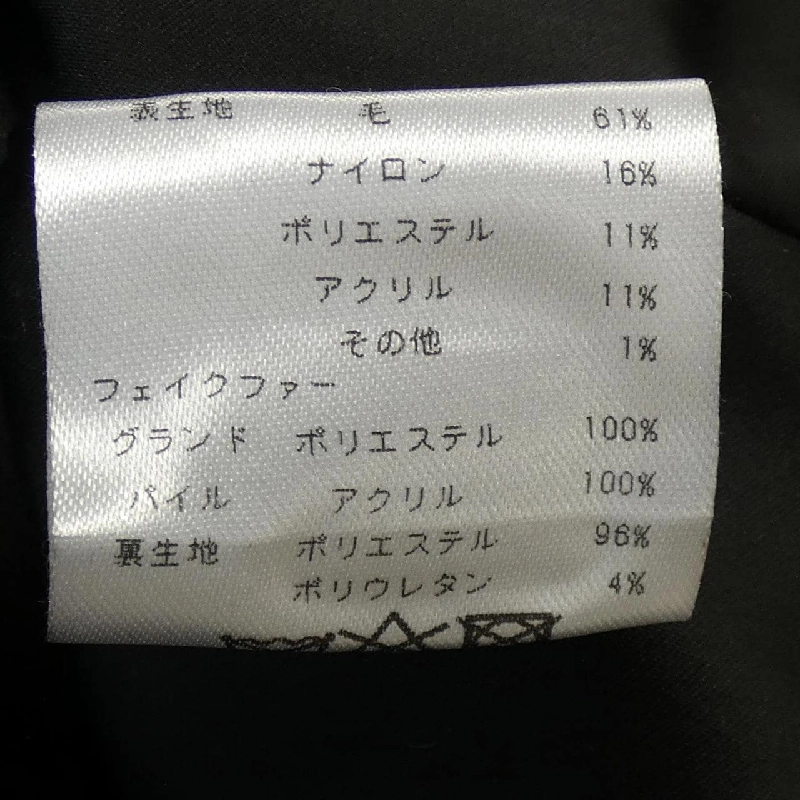 表生地 毛 61%
ナイロン 16%
ポリエステル 11%
アクリル 11%
その他 1%
フェイクファー
グランド ポリエステル 100%
パイル アクリル 100%
裏生地 ポリエステル 96%
ポリウレタン 4%